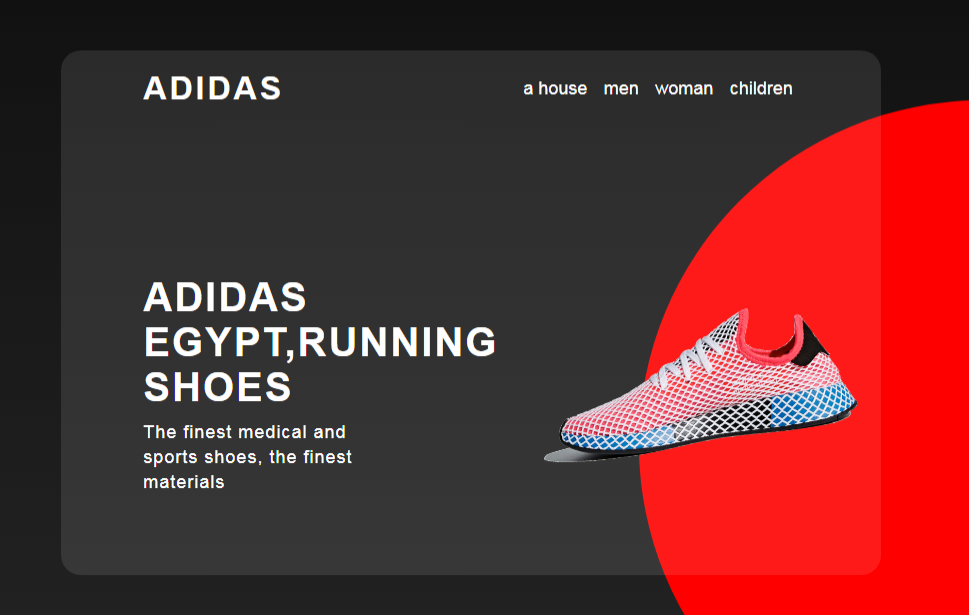 ADIDAS
a house men woman children
ADIDAS
EGYPT,RUNNING
SHOES
The finest medical and
sports shoes, the finest
materials